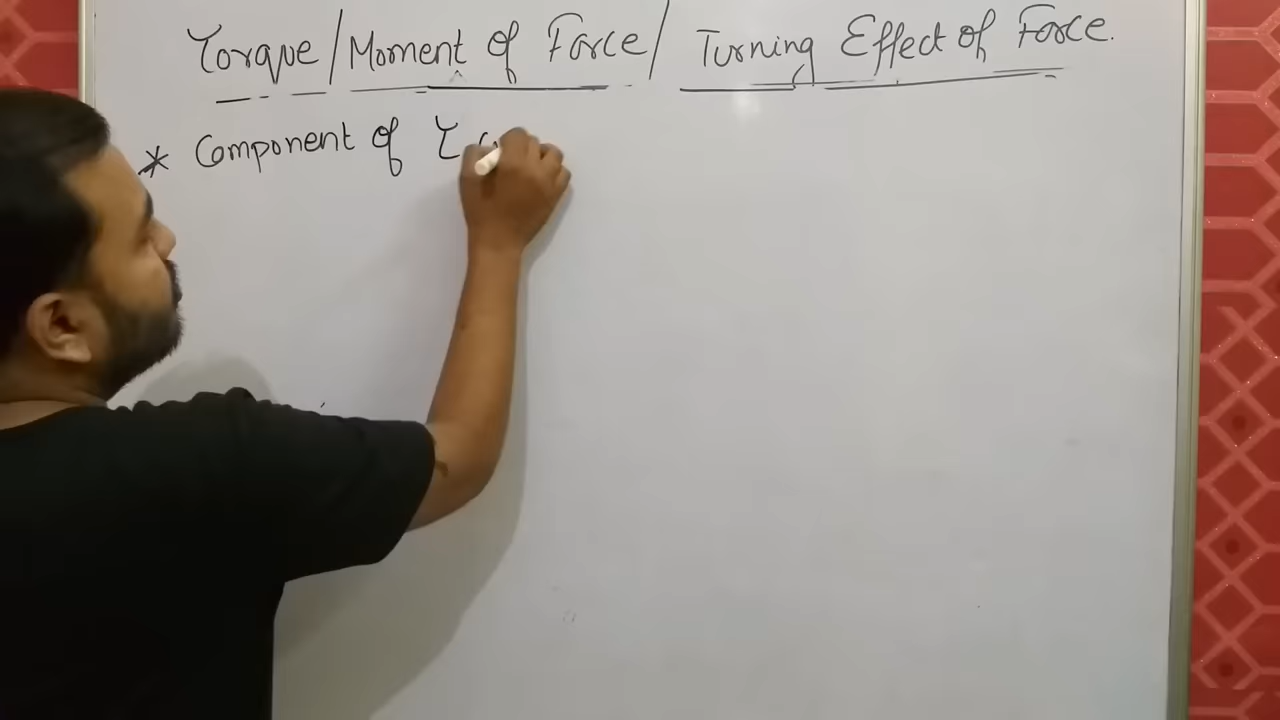 Torque/Moment of Force/ Turning Effect of Force.
* Component of